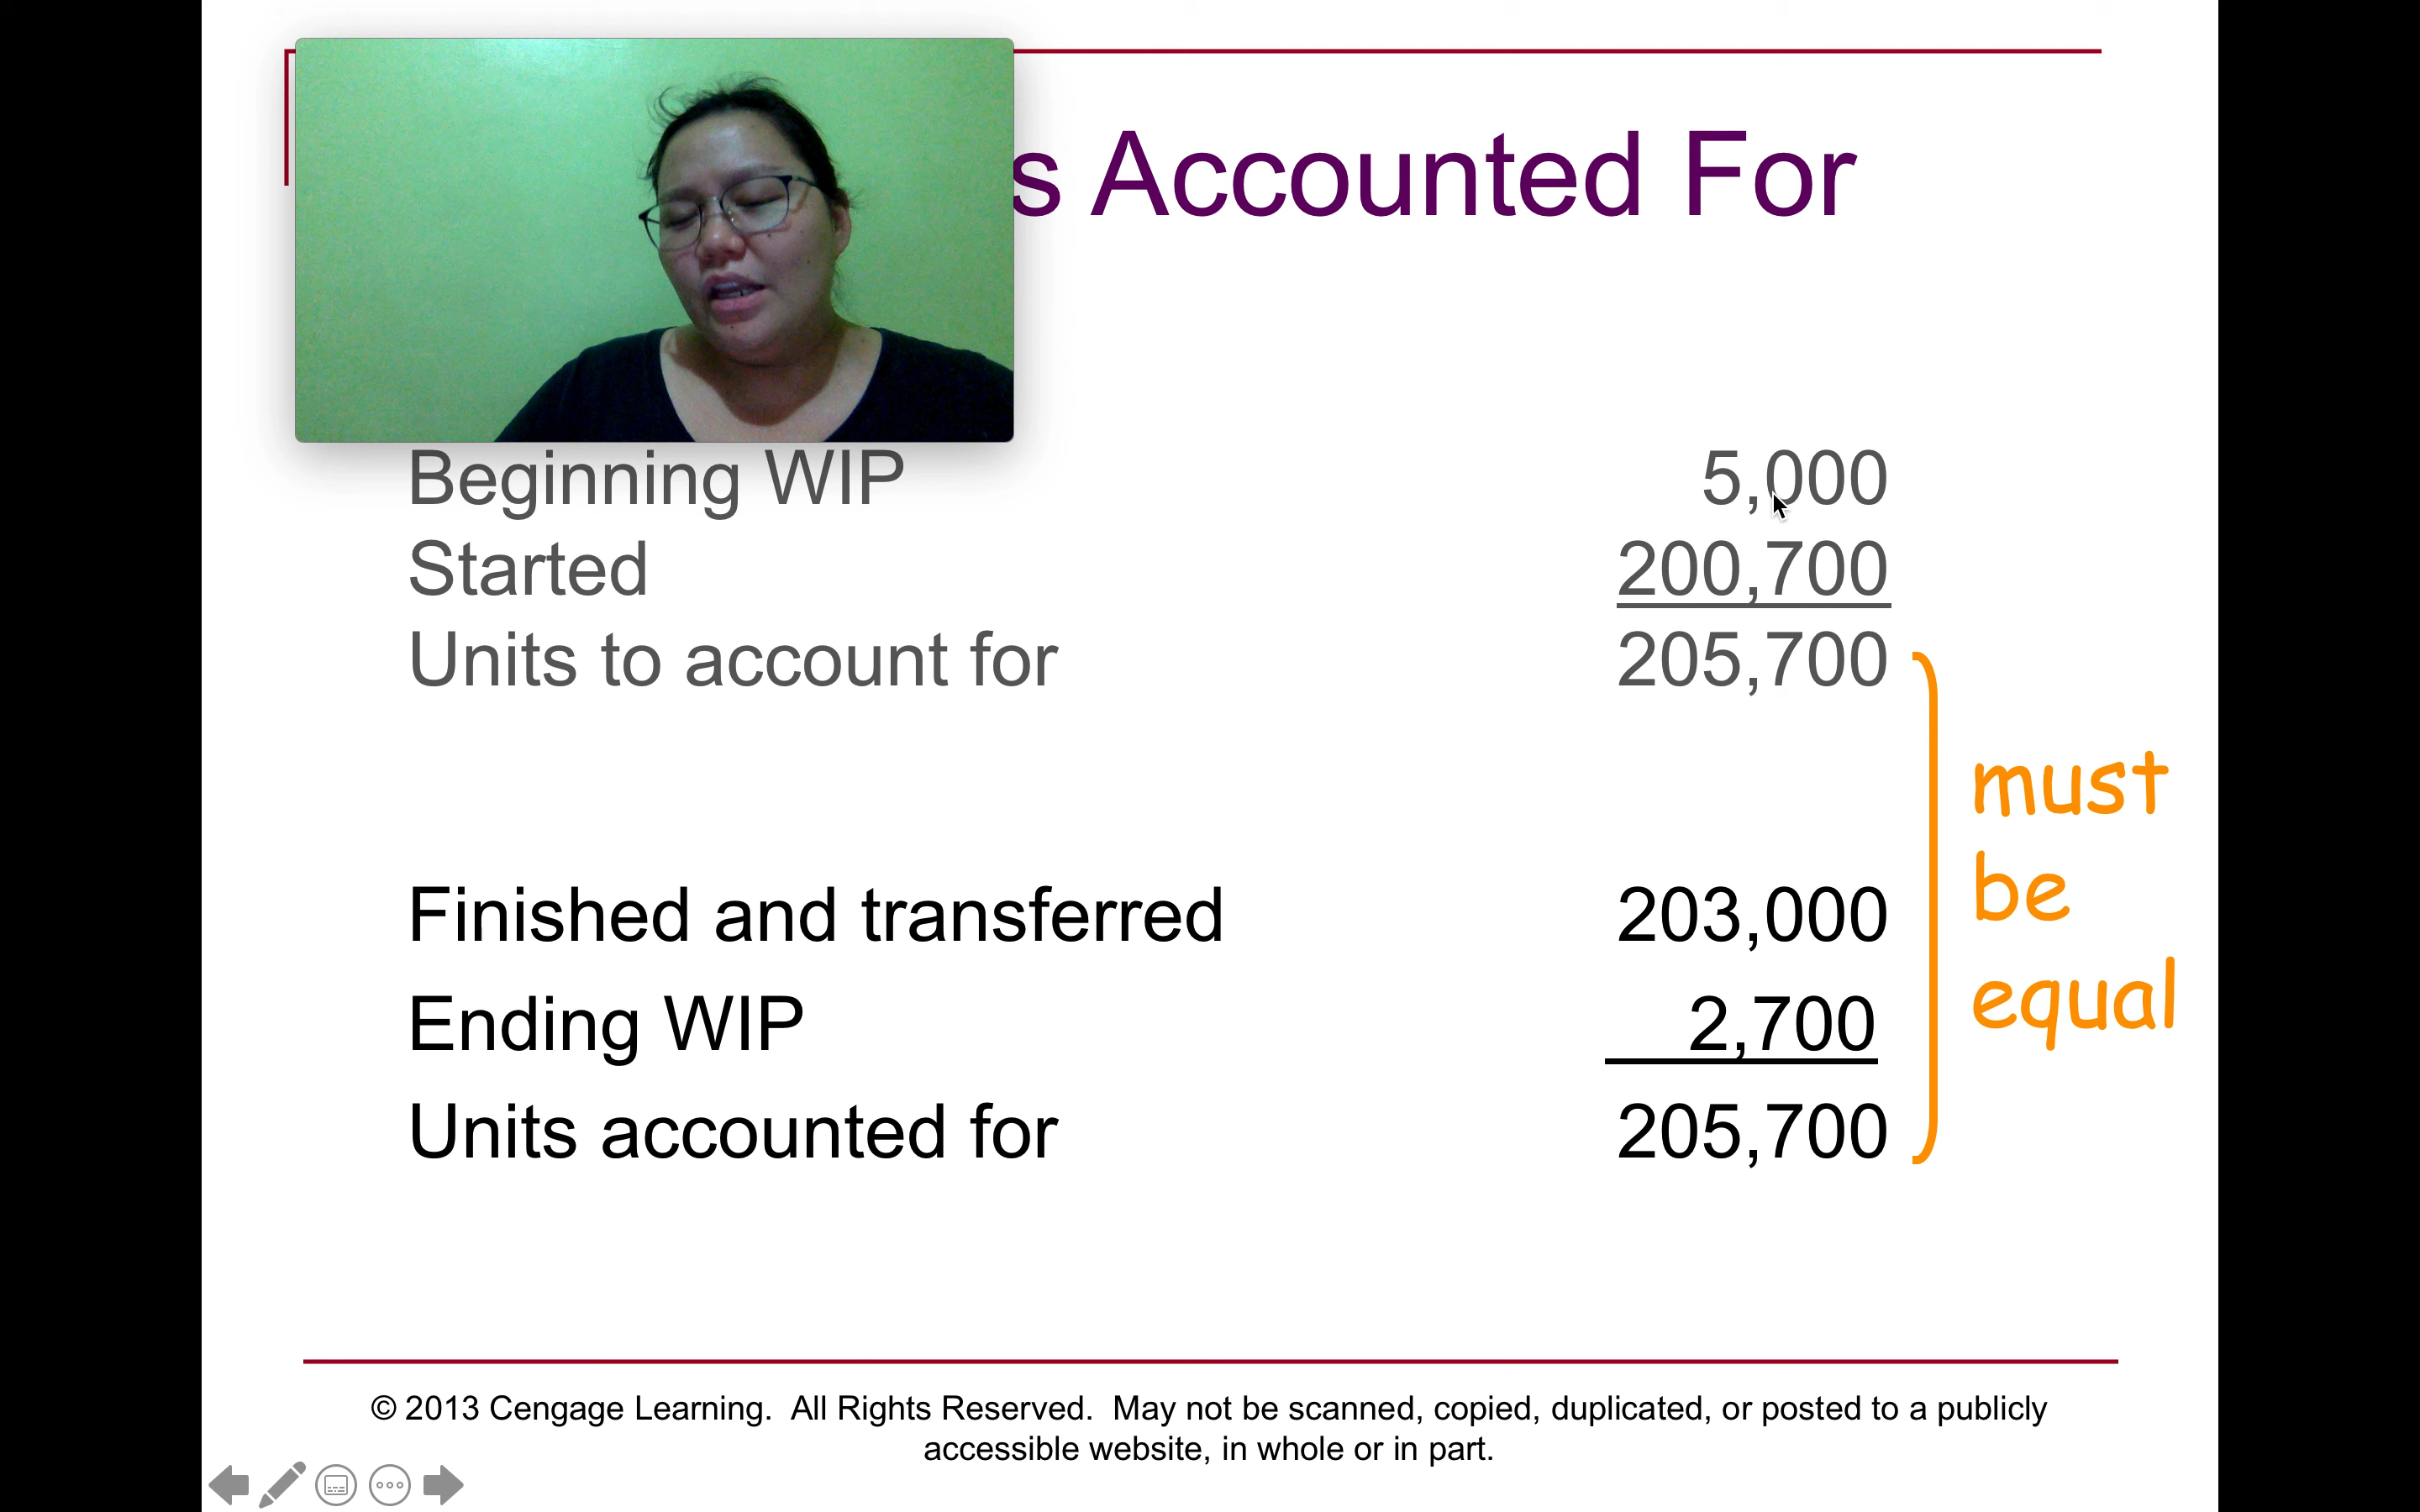 s Accounted For
Beginning WIP 5,000
Started 200,700
Units to account for 205,700
must
be
equal
Finished and transferred 203,000
Ending WIP 2,700
Units accounted for 205,700
© 2013 Cengage Learning. All Rights Reserved. May not be scanned, copied, duplicated, or posted to a publicly
accessible website, in whole or in part.